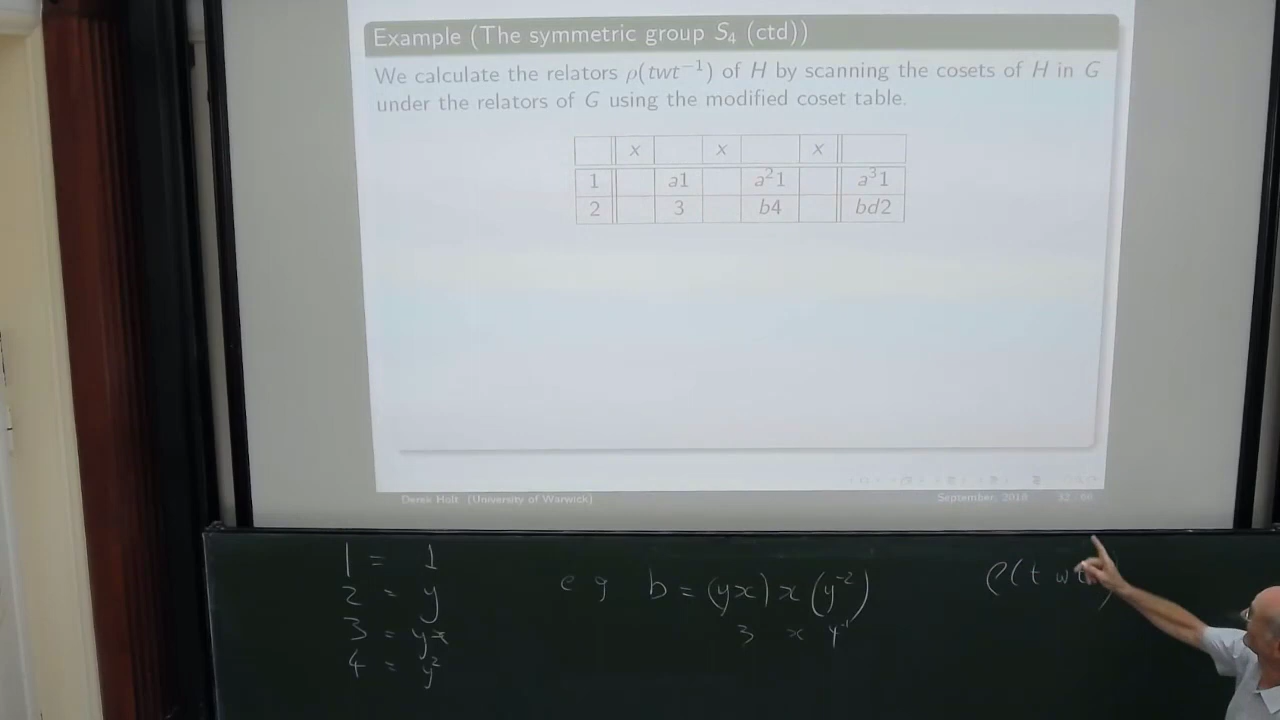 Example (The symmetric group S₄ (ctd))
We calculate the relators ρ(twt⁻¹) of H by scanning the cosets of H in G
under the relators of G using the modified coset table.
x x x
1 a1 a²1 a³1
2 3 b4 bd2
Derek Holt (University of Warwick) September, 2018 32 / 66
1 = 1
2 = y
3 = yx
4 = y²
e g b = (yx) x (y⁻²)
3 x y⁻¹
ρ(t w t